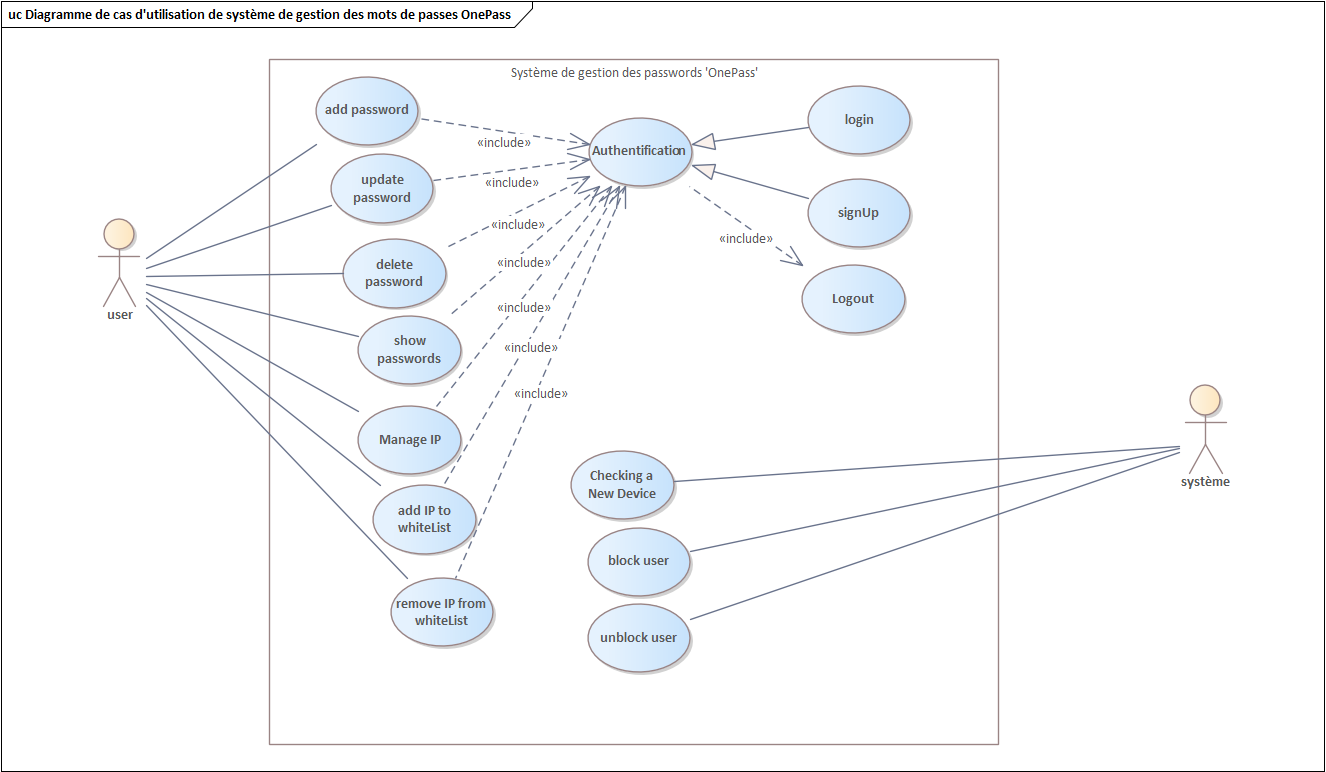 uc Diagramme de cas d'utilisation de système de gestion des mots de passes OnePass
Système de gestion des passwords 'OnePass'
add password
login
«include»
Authentification
update
password
«include»
signUp
«include»
«include»
delete
password
«include»
Logout
user
«include»
show
passwords
«include»
«include»
Manage IP
Checking a
New Device
système
add IP to
whiteList
block user
remove IP from
whiteList
unblock user